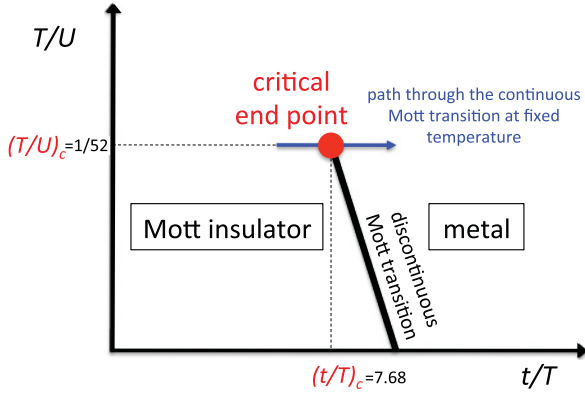 T/U
critical
end point
path through the continuous
Mott transition at fixed
temperature
(T/U)c=1/52
Mott insulator
discontinuous
Mott transition
metal
(t/T)c=7.68
t/T